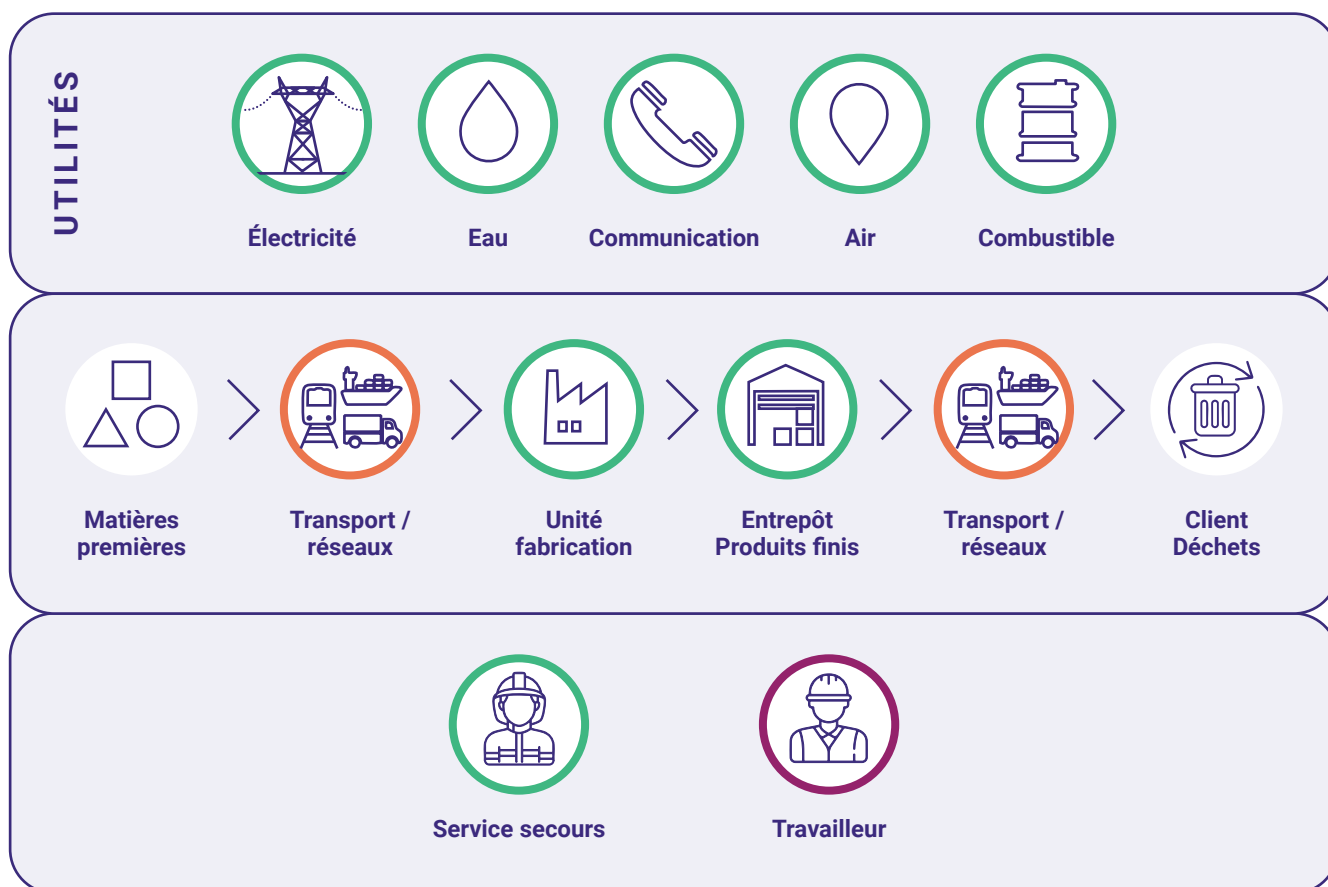 UTILITÉS
Électricité
Eau
Communication
Air
Combustible
Matières
premières
Transport /
réseaux
Unité
fabrication
Entrepôt
Produits finis
Transport /
réseaux
Client
Déchets
Service secours
Travailleur